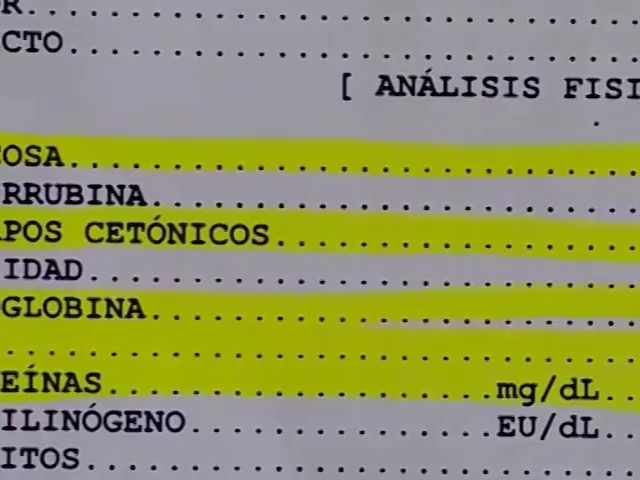 R..............................
CTO.............................
[ ANÁLISIS FISI
OSA.............................
RRUBINA.........................
POS CETÓNICOS...................
IDAD............................
GLOBINA.........................
................................
EÍNAS....................mg/dL..
ILINÓGENO................EU/dL..
ITOS............................